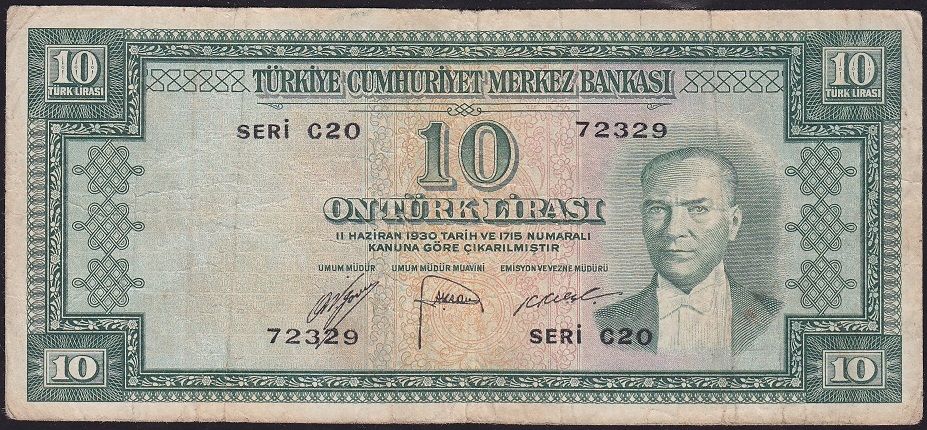 10 10
TÜRK LİRASI TÜRK LİRASI
TÜRKİYE CUMHURİYET MERKEZ BANKASI
SERİ C20 72329
10
ON TÜRK LİRASI
11 HAZİRAN 1930 TARİH VE 1715 NUMARALI
KANUNA GÖRE ÇIKARILMIŞTIR
UMUM MÜDÜR UMUM MÜDÜR MUAVİNİ EMİSYON VE VEZNE MÜDÜRÜ
72329 SERİ C20
10 10